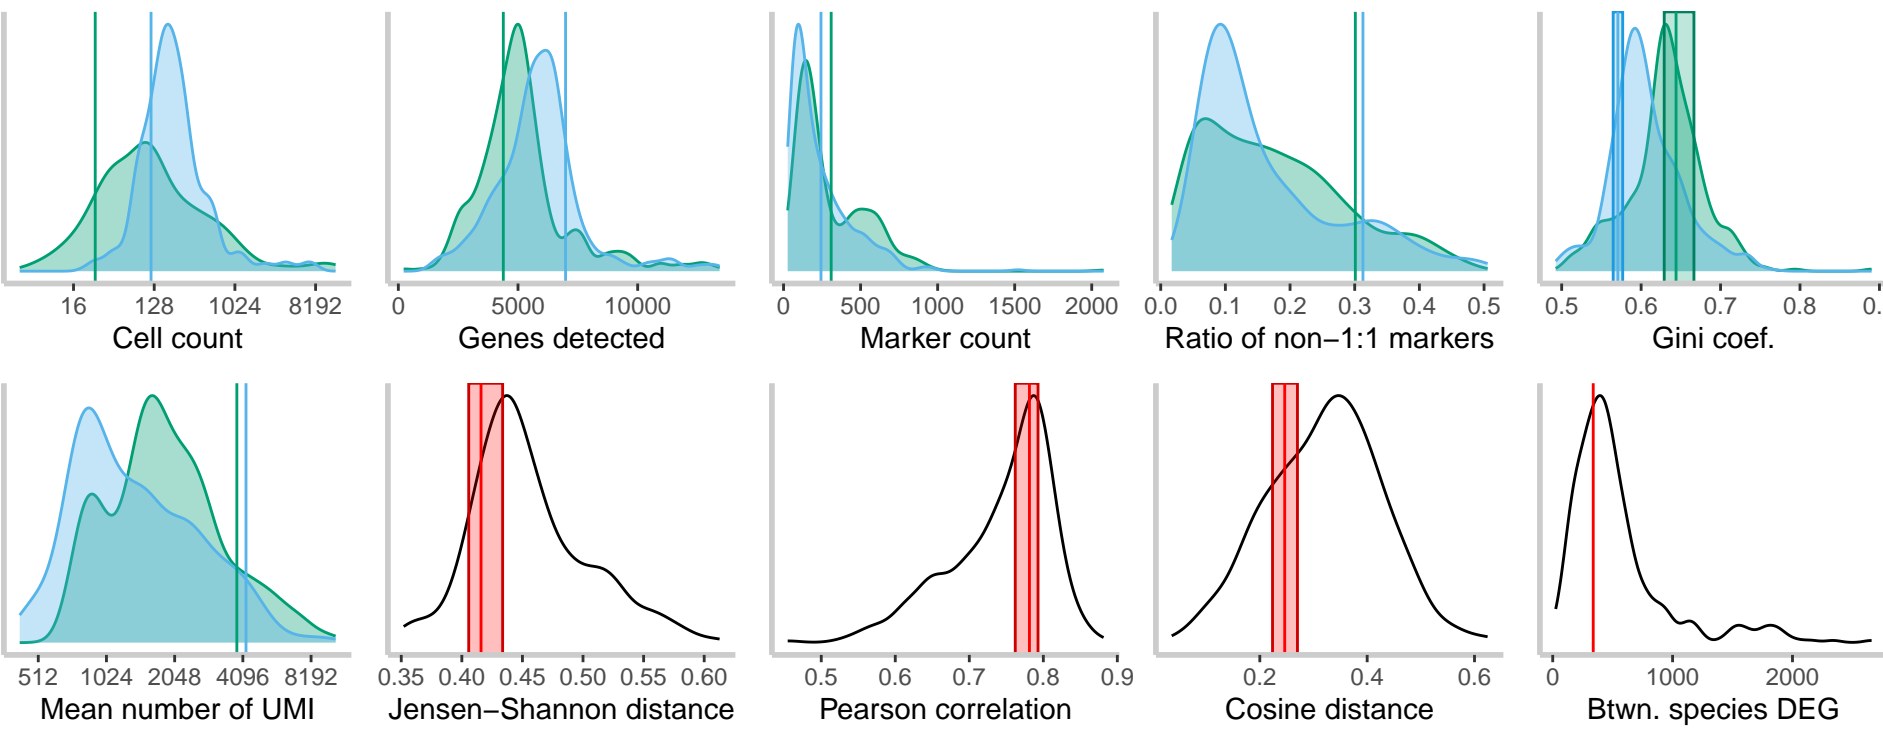 16 128 1024 8192
Cell count
0 5000 10000
Genes detected
0 500 1000 1500 2000
Marker count
0.0 0.1 0.2 0.3 0.4 0.5
Ratio of non−1:1 markers
0.5 0.6 0.7 0.8 0.
Gini coef.
512 1024 2048 4096 8192
Mean number of UMI
0.35 0.40 0.45 0.50 0.55 0.60
Jensen−Shannon distance
0.5 0.6 0.7 0.8 0.9
Pearson correlation
0.2 0.4 0.6
Cosine distance
0 1000 2000
Btwn. species DEG